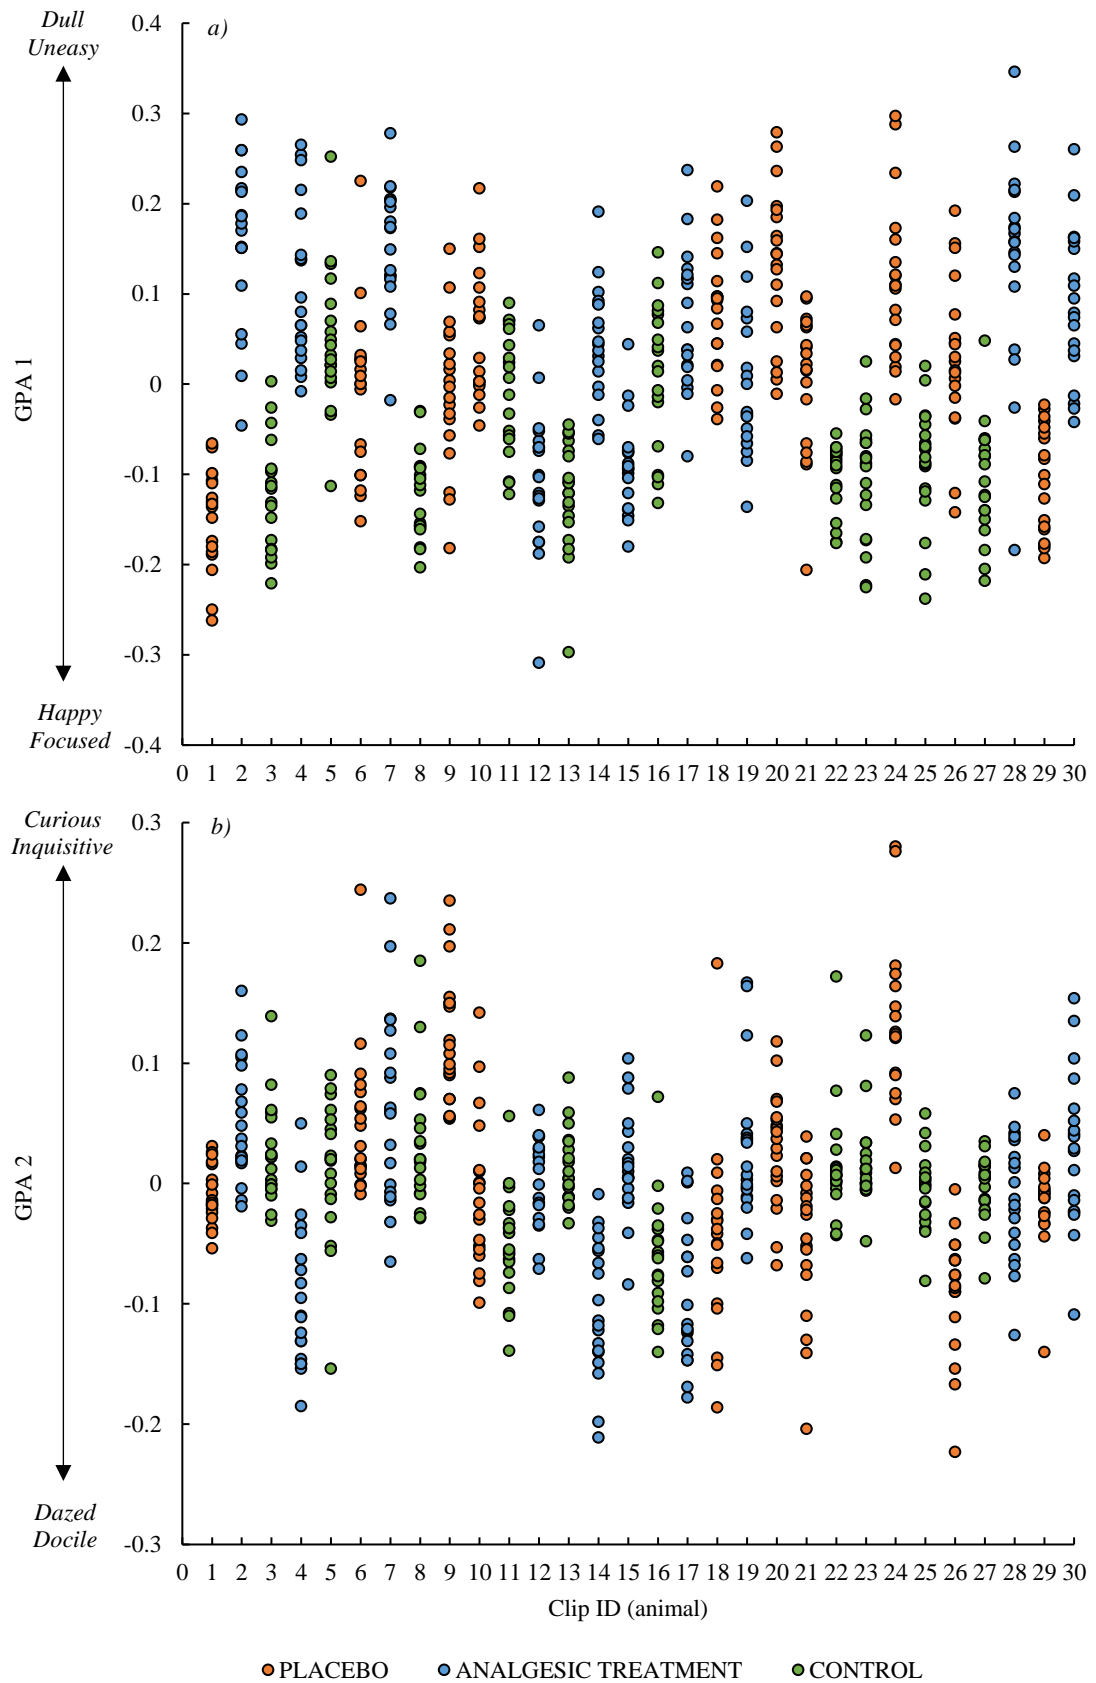 Dull
Uneasy
a)
0.4
0.3
0.2
0.1
0
-0.1
-0.2
-0.3
-0.4
GPA 1
Happy
Focused
0 1 2 3 4 5 6 7 8 9 10 11 12 13 14 15 16 17 18 19 20 21 22 23 24 25 26 27 28 29 30
Curious
Inquisitive
b)
0.3
0.2
0.1
0
-0.1
-0.2
-0.3
GPA 2
Dazed
Docile
0 1 2 3 4 5 6 7 8 9 10 11 12 13 14 15 16 17 18 19 20 21 22 23 24 25 26 27 28 29 30
Clip ID (animal)
PLACEBO ANALGESIC TREATMENT CONTROL